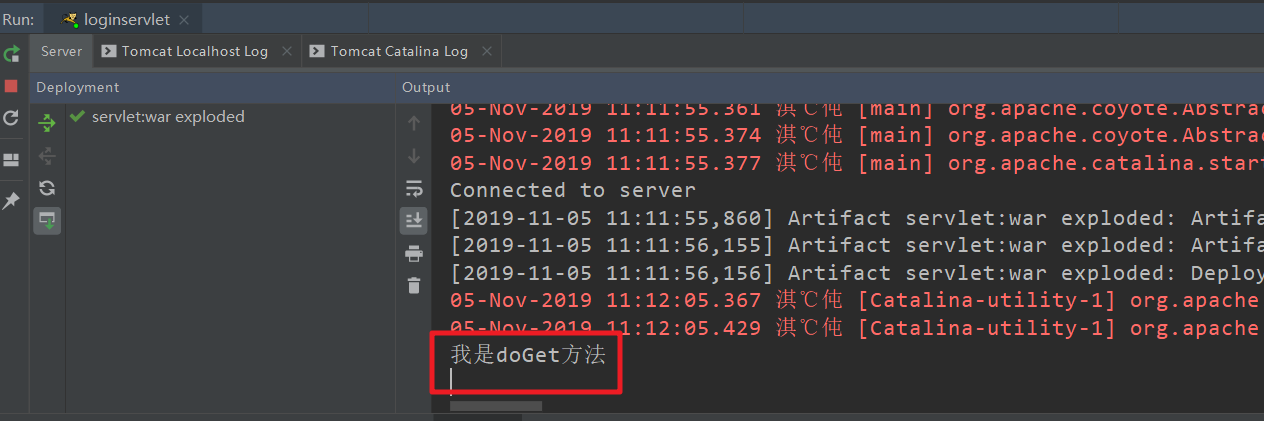 Run: loginservlet
Server Tomcat Localhost Log Tomcat Catalina Log
Deployment Output
servlet:war exploded
05-Nov-2019 11:11:55.361 淇℃伅 [main] org.apache.coyote.Abstrac
05-Nov-2019 11:11:55.374 淇℃伅 [main] org.apache.coyote.Abstrac
05-Nov-2019 11:11:55.377 淇℃伅 [main] org.apache.catalina.start
Connected to server
[2019-11-05 11:11:55,860] Artifact servlet:war exploded: Artifa
[2019-11-05 11:11:56,155] Artifact servlet:war exploded: Artifa
[2019-11-05 11:11:56,156] Artifact servlet:war exploded: Deploy
05-Nov-2019 11:12:05.367 淇℃伅 [Catalina-utility-1] org.apache
05-Nov-2019 11:12:05.429 淇℃伅 [Catalina-utility-1] org.apache
我是doGet方法